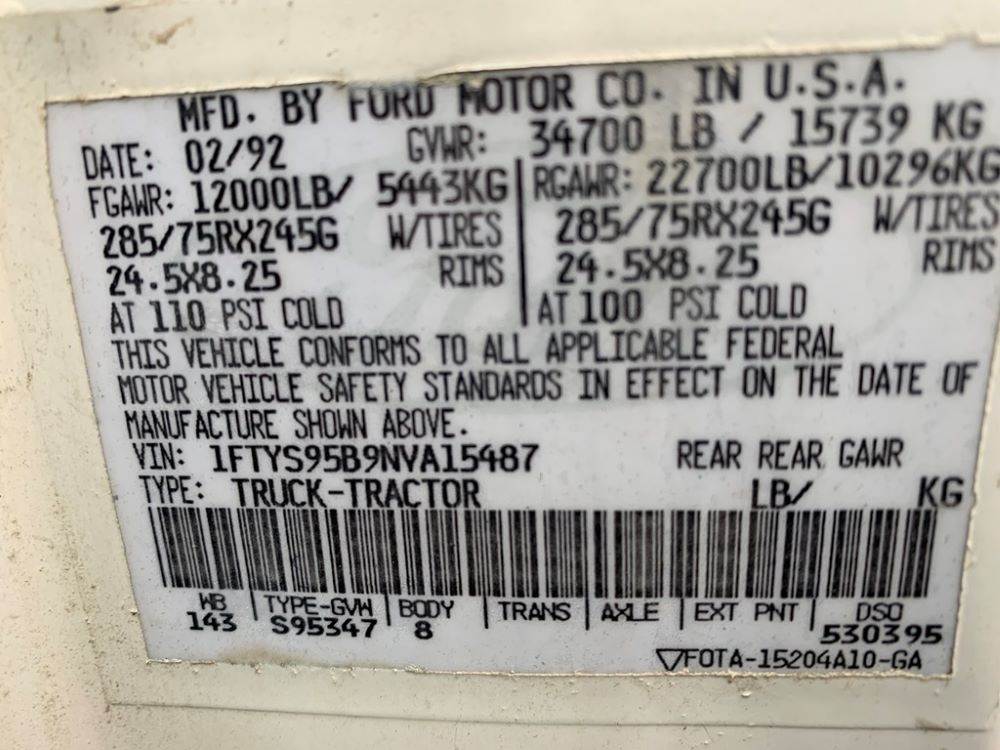 MFD. BY FORD MOTOR CO. IN U.S.A.
DATE: 02/92 GVWR: 34700 LB / 15739 KG
FGAWR: 12000LB/ 5443KG RGAWR: 22700LB/10296KG
285/75RX245G W/TIRES 285/75RX245G W/TIRES
24.5X8.25 RIMS 24.5X8.25 RIMS
AT 110 PSI COLD AT 100 PSI COLD
THIS VEHICLE CONFORMS TO ALL APPLICABLE FEDERAL
MOTOR VEHICLE SAFETY STANDARDS IN EFFECT ON THE DATE OF
MANUFACTURE SHOWN ABOVE.
VIN: 1FTYS95B9NVA15487 REAR REAR GAWR
TYPE: TRUCK-TRACTOR LB/ KG
WB TYPE-GVW BODY TRANS AXLE EXT PNT DSO
143 S95347 8 530395
▽FOTA-15204A10-GA